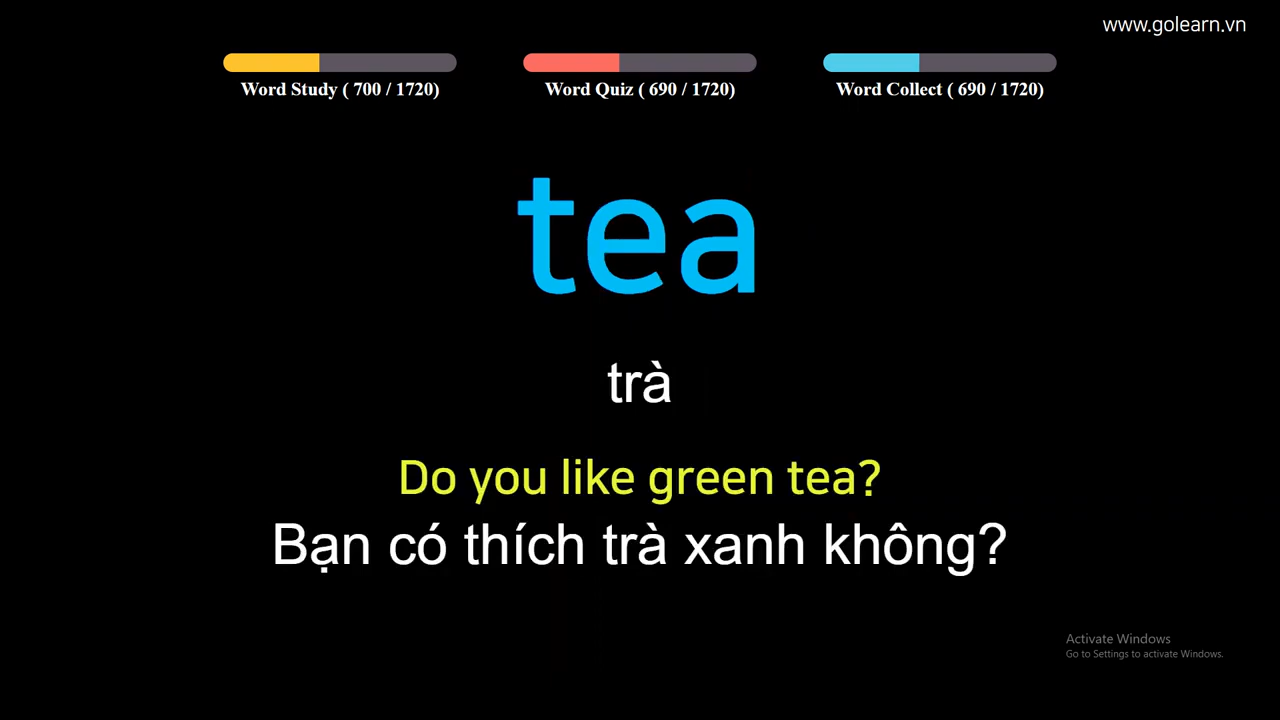 www.golearn.vn
Word Study ( 700 / 1720)
Word Quiz ( 690 / 1720)
Word Collect ( 690 / 1720)
tea
trà
Do you like green tea?
Bạn có thích trà xanh không?
Activate Windows
Go to Settings to activate Windows.